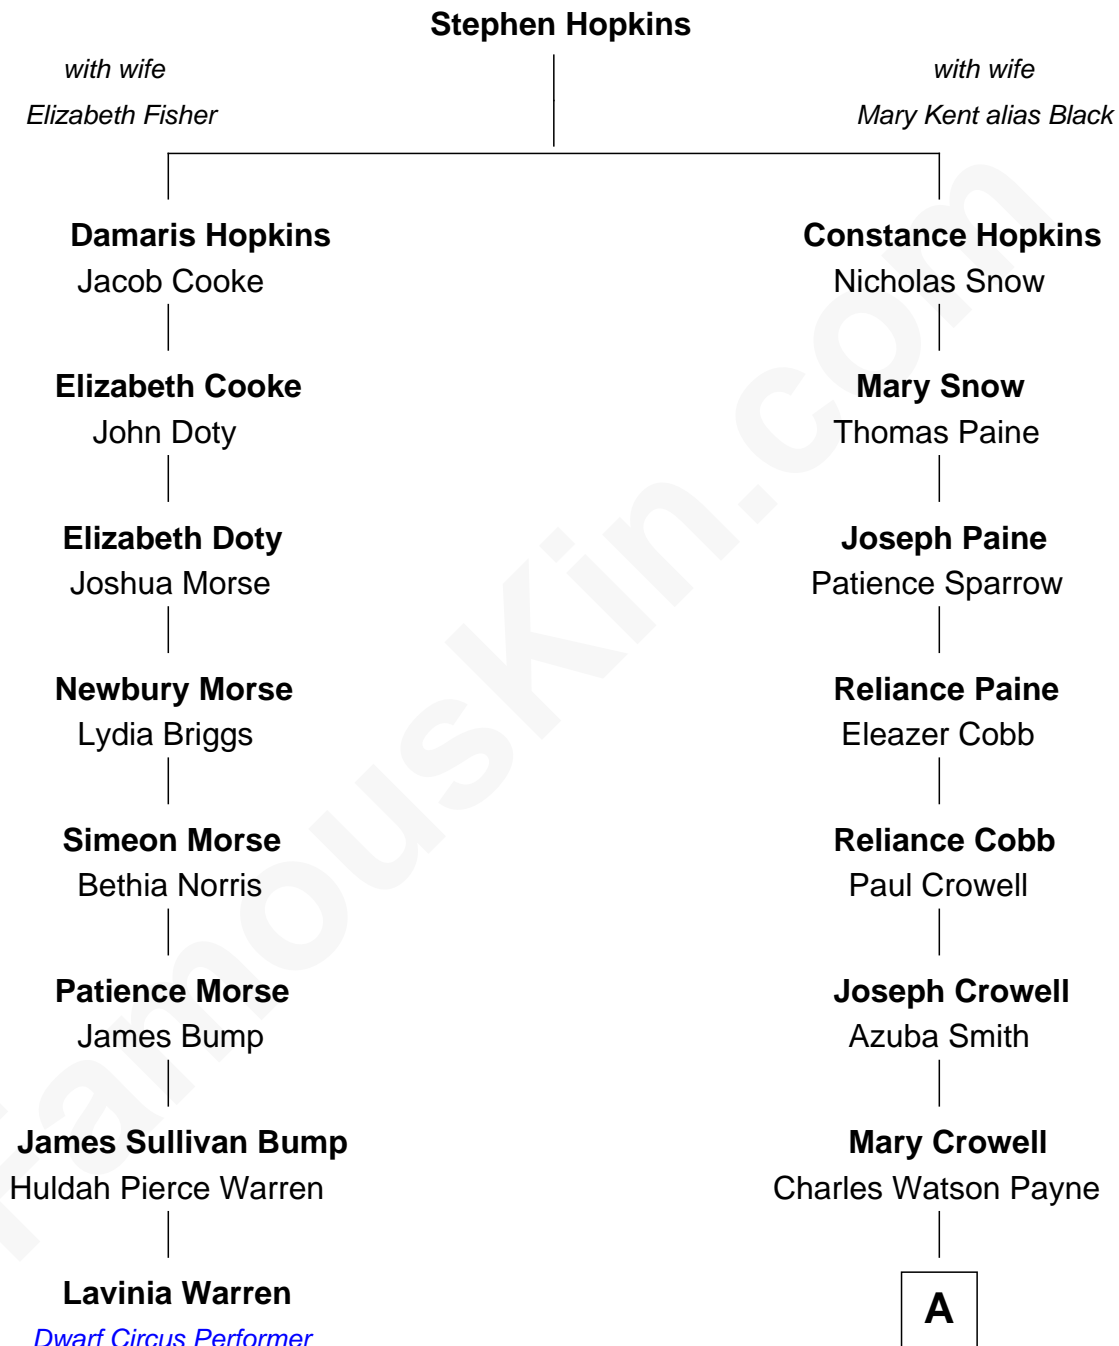 Stephen Hopkins
with wife
Elizabeth Fisher
with wife
Mary Kent alias Black
Damaris Hopkins
Jacob Cooke
Constance Hopkins
Nicholas Snow
Elizabeth Cooke
John Doty
Mary Snow
Thomas Paine
Elizabeth Doty
Joshua Morse
Joseph Paine
Patience Sparrow
Newbury Morse
Lydia Briggs
Reliance Paine
Eleazer Cobb
Simeon Morse
Bethia Norris
Reliance Cobb
Paul Crowell
Patience Morse
James Bump
Joseph Crowell
Azuba Smith
James Sullivan Bump
Huldah Pierce Warren
Mary Crowell
Charles Watson Payne
Lavinia Warren
Dwarf Circus Performer
A
FamousKin.com